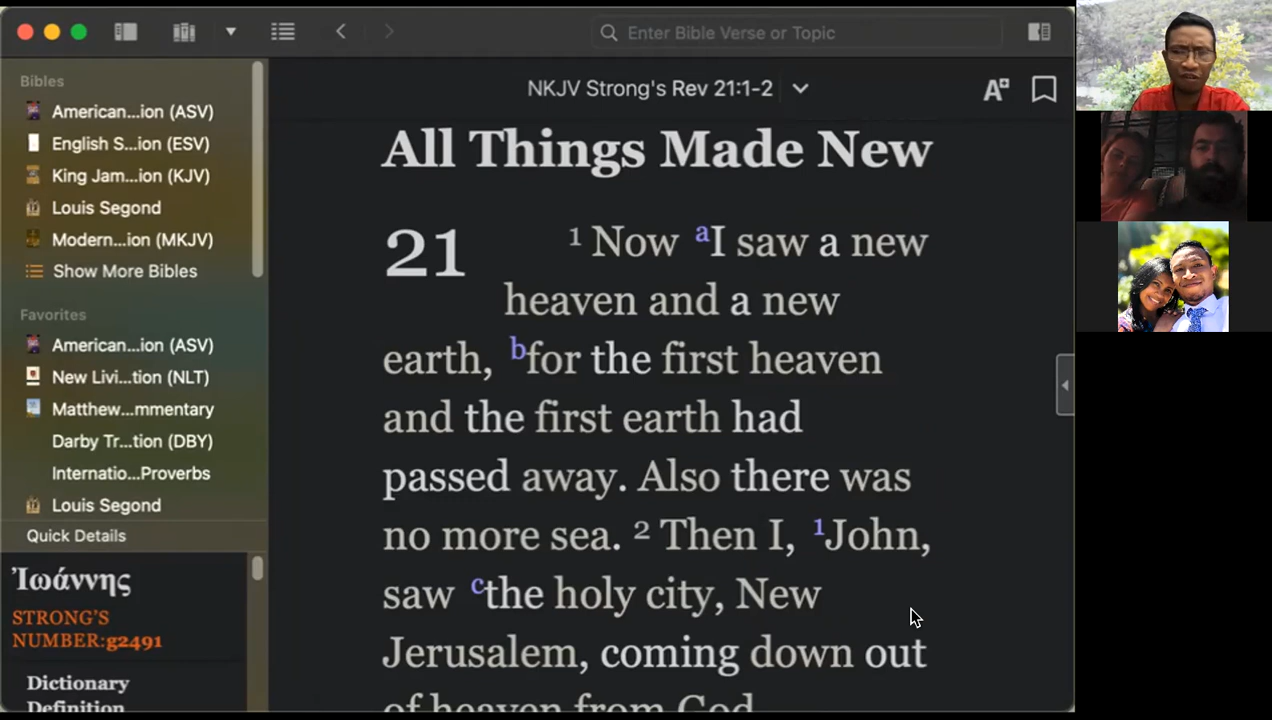 Enter Bible Verse or Topic
Bibles
American...ion (ASV)
English S...ion (ESV)
King Jam...ion (KJV)
Louis Segond
Modern...ion (MKJV)
Show More Bibles
Favorites
American...ion (ASV)
New Livi...tion (NLT)
Matthew...mmentary
Darby Tr...tion (DBY)
Internatio...Proverbs
Louis Segond
Quick Details
Ἰωάννης
STRONG'S
NUMBER:g2491
Dictionary
Definition
NKJV Strong's Rev 21:1-2
A+
All Things Made New
21 1 Now aI saw a new
heaven and a new
earth, bfor the first heaven
and the first earth had
passed away. Also there was
no more sea. 2 Then I, 1John,
saw cthe holy city, New
Jerusalem, coming down out
of heaven from God